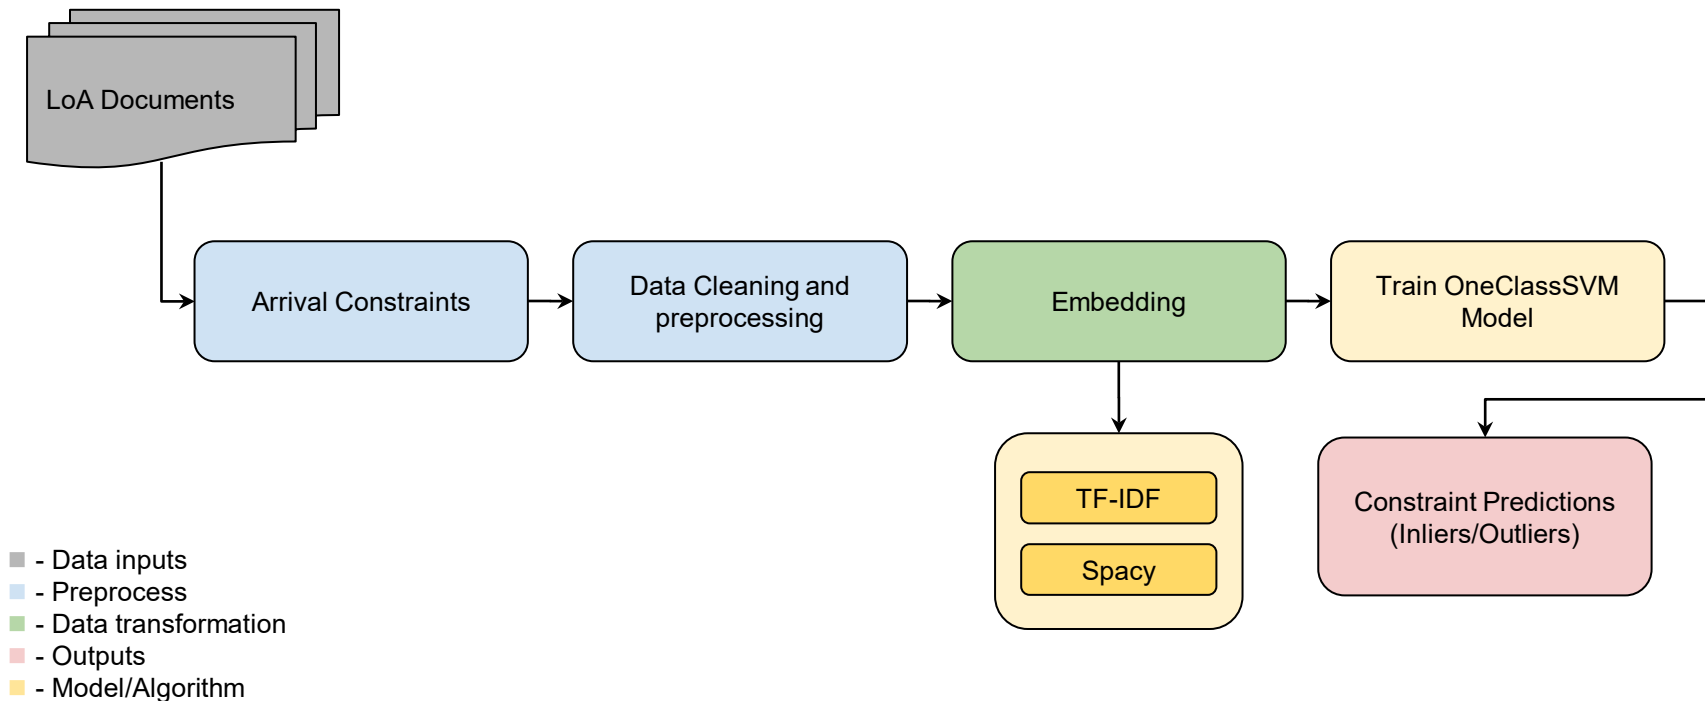 LoA Documents
Arrival Constraints
Data Cleaning and
preprocessing
Embedding
Train OneClassSVM
Model
TF-IDF
Spacy
Constraint Predictions
(Inliers/Outliers)
- Data inputs
- Preprocess
- Data transformation
- Outputs
- Model/Algorithm